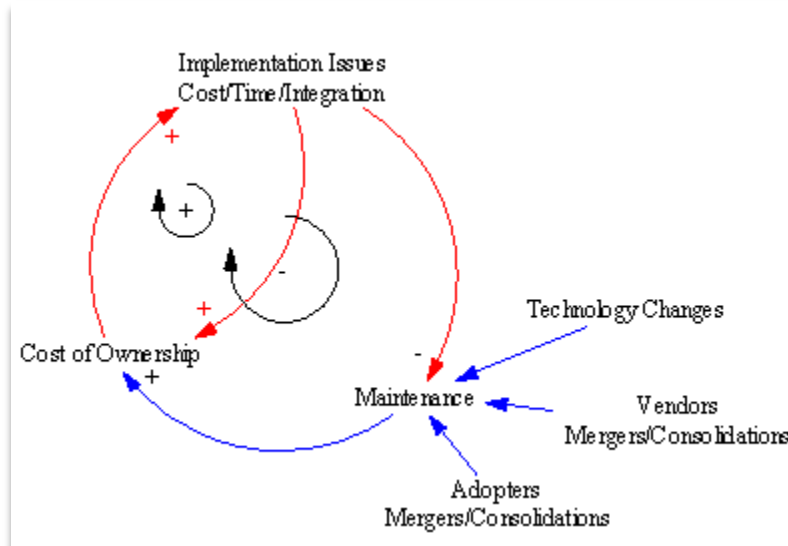 Implementation Issues
Cost/Time/Integration
+
+
-
+
Technology Changes
Cost of Ownership
-
+
Maintenance
Vendors
Mergers/Consolidations
Adopters
Mergers/Consolidations